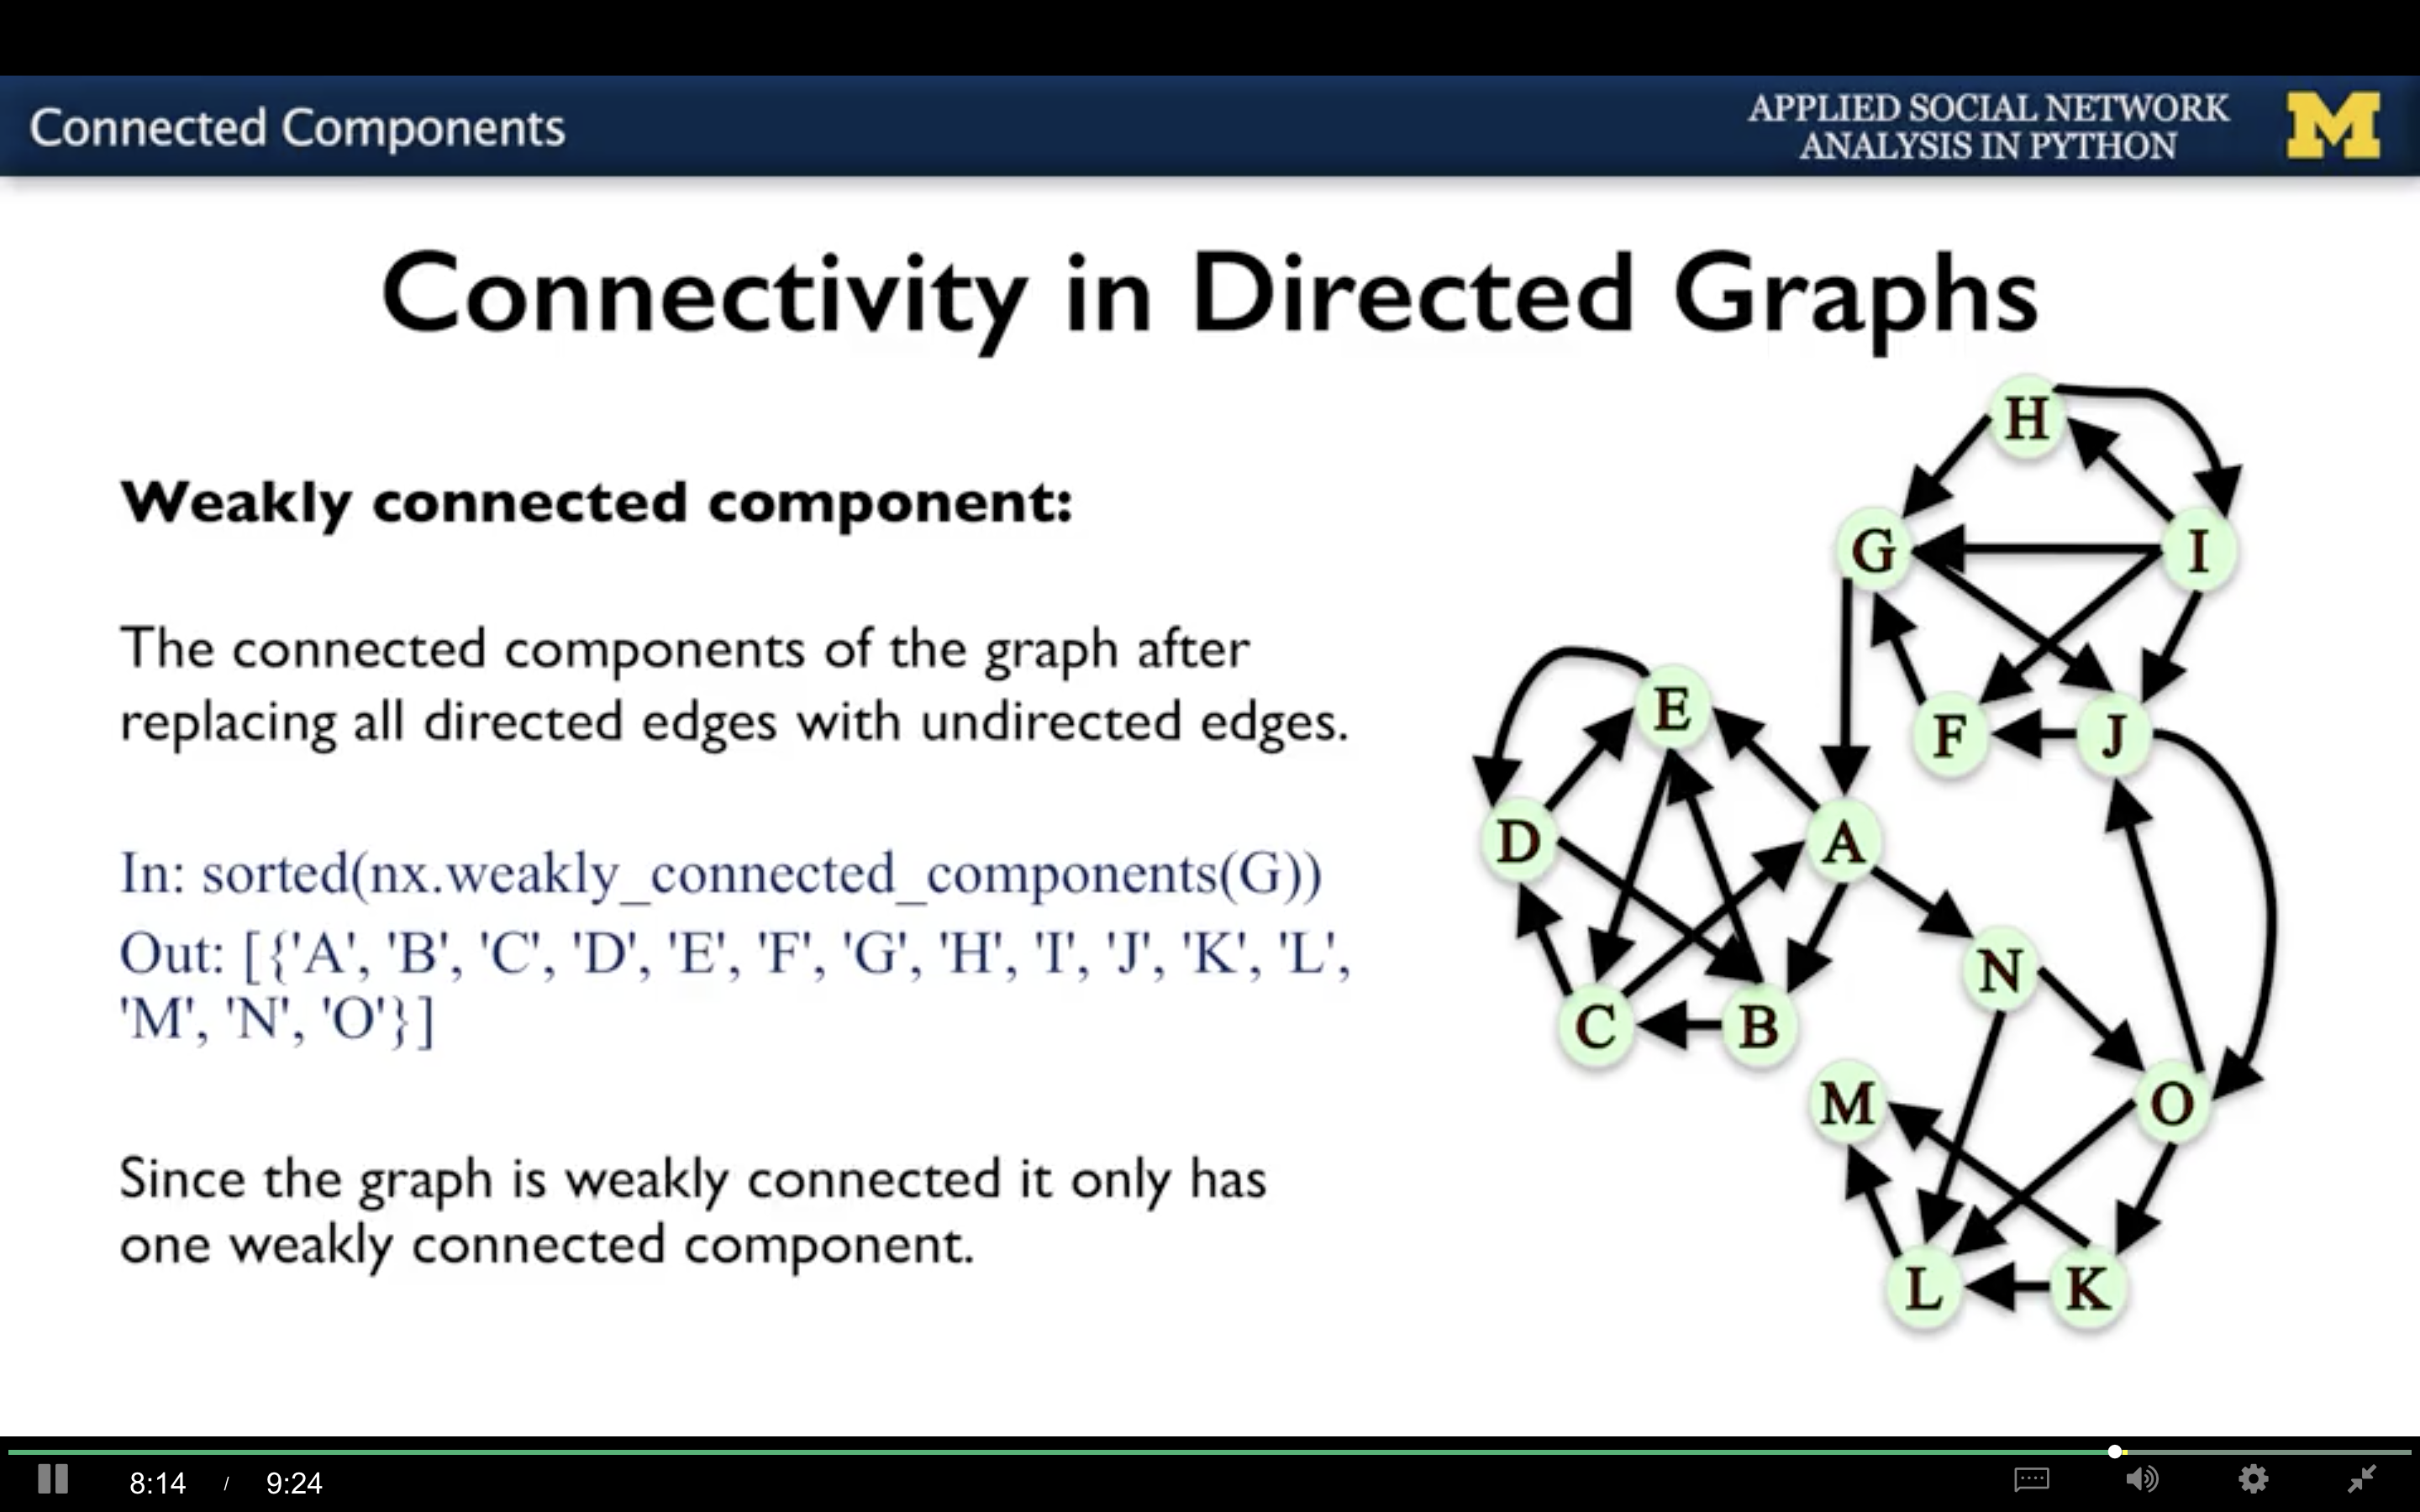 Connected Components
APPLIED SOCIAL NETWORK
ANALYSIS IN PYTHON
M
Connectivity in Directed Graphs
Weakly connected component:
The connected components of the graph after
replacing all directed edges with undirected edges.
In: sorted(nx.weakly_connected_components(G))
Out: [{'A', 'B', 'C', 'D', 'E', 'F', 'G', 'H', 'I', 'J', 'K', 'L',
'M', 'N', 'O'}]
Since the graph is weakly connected it only has
one weakly connected component.
H
G
I
E
F
J
D
A
N
C
B
M
O
L
K
8:14 / 9:24